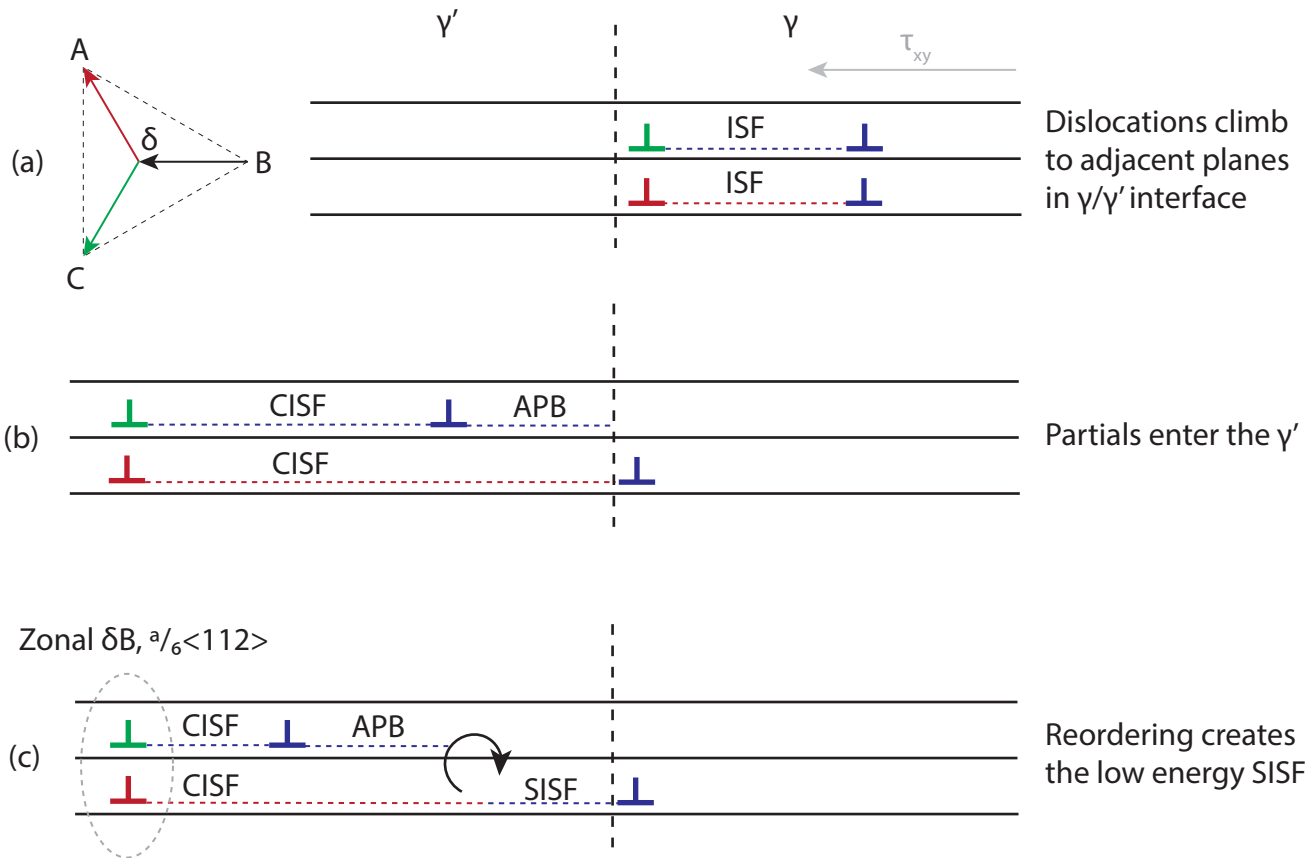 γ’
γ
τxy
A
δ
B
C
(a)
ISF
ISF
Dislocations climb
to adjacent planes
in γ/γ’ interface
(b)
CISF
APB
CISF
Partials enter the γ’
Zonal δB, a/6<112>
(c)
CISF
APB
CISF
SISF
Reordering creates
the low energy SISF